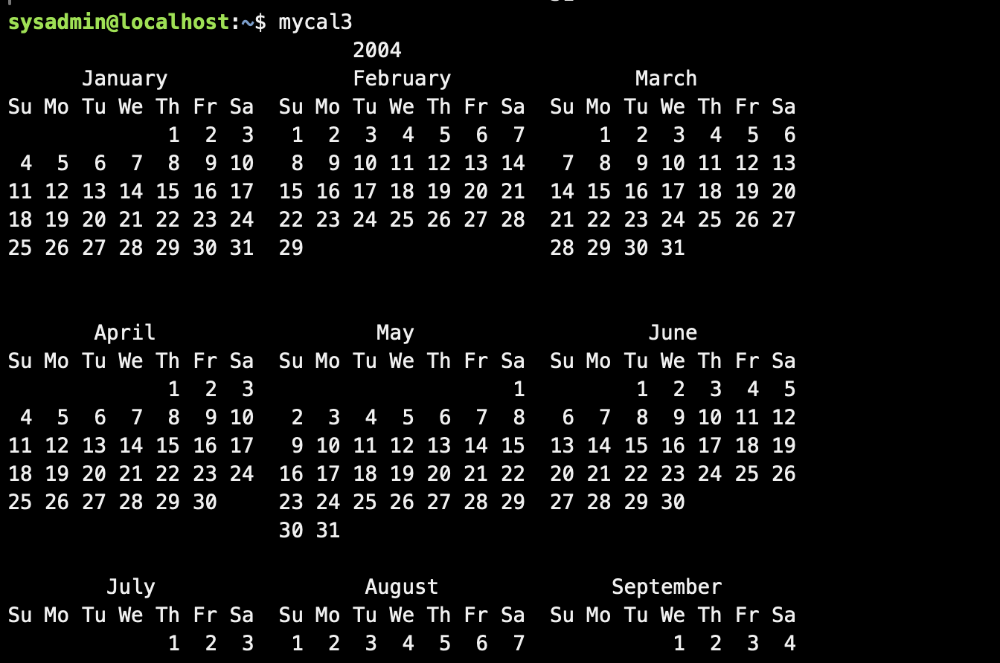 sysadmin@localhost:~$ mycal3
                            2004
      January               February               March
Su Mo Tu We Th Fr Sa  Su Mo Tu We Th Fr Sa  Su Mo Tu We Th Fr Sa
             1  2  3   1  2  3  4  5  6  7      1  2  3  4  5  6
 4  5  6  7  8  9 10   8  9 10 11 12 13 14   7  8  9 10 11 12 13
11 12 13 14 15 16 17  15 16 17 18 19 20 21  14 15 16 17 18 19 20
18 19 20 21 22 23 24  22 23 24 25 26 27 28  21 22 23 24 25 26 27
25 26 27 28 29 30 31  29                    28 29 30 31
       April                  May                   June
Su Mo Tu We Th Fr Sa  Su Mo Tu We Th Fr Sa  Su Mo Tu We Th Fr Sa
             1  2  3                     1         1  2  3  4  5
 4  5  6  7  8  9 10   2  3  4  5  6  7  8   6  7  8  9 10 11 12
11 12 13 14 15 16 17   9 10 11 12 13 14 15  13 14 15 16 17 18 19
18 19 20 21 22 23 24  16 17 18 19 20 21 22  20 21 22 23 24 25 26
25 26 27 28 29 30     23 24 25 26 27 28 29  27 28 29 30
                      30 31
        July                 August              September
Su Mo Tu We Th Fr Sa  Su Mo Tu We Th Fr Sa  Su Mo Tu We Th Fr Sa
             1  2  3   1  2  3  4  5  6  7            1  2  3  4